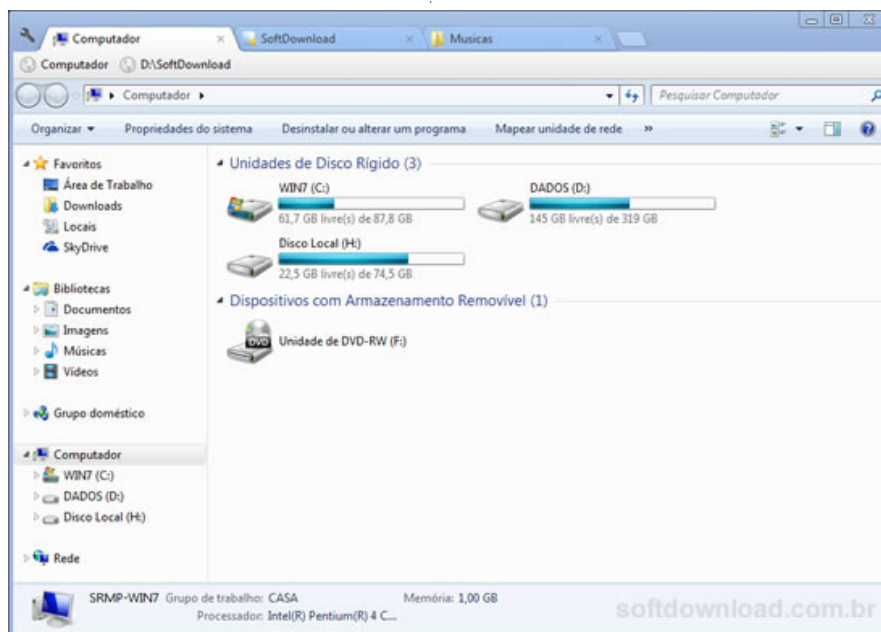 Computador SoftDownload Musicas
Computador D:\SoftDownload
Computador Pesquisar Computador
Organizar Propriedades do sistema Desinstalar ou alterar um programa Mapear unidade de rede »
Favoritos
Área de Trabalho
Downloads
Locais
SkyDrive
Bibliotecas
Documentos
Imagens
Músicas
Vídeos
Grupo doméstico
Computador
WIN7 (C:)
DADOS (D:)
Disco Local (H:)
Rede
Unidades de Disco Rígido (3)
WIN7 (C:)
61,7 GB livre(s) de 87,8 GB
DADOS (D:)
145 GB livre(s) de 319 GB
Disco Local (H:)
22,5 GB livre(s) de 74,5 GB
Dispositivos com Armazenamento Removível (1)
DVD
Unidade de DVD-RW (F:)
SRMP-WIN7 Grupo de trabalho: CASA Memória: 1,00 GB
Processador: Intel(R) Pentium(R) 4 C...
softdownload.com.br